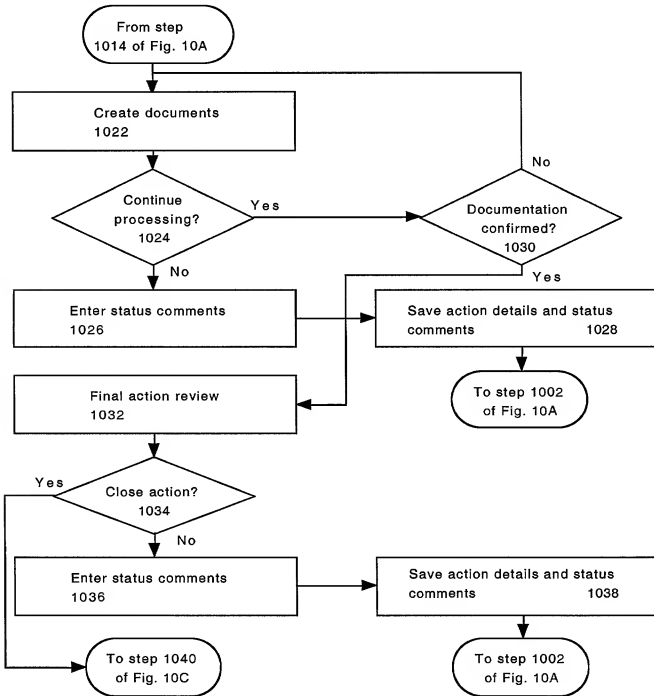 From step
1014 of Fig. 10A
Create documents
1022
No
Continue
processing?
1024
Yes
Documentation
confirmed?
1030
No
Yes
Enter status comments
1026
Save action details and status
comments 1028
Final action review
1032
To step 1002
of Fig. 10A
Yes
Close action?
1034
No
Enter status comments
1036
Save action details and status
comments 1038
To step 1040
of Fig. 10C
To step 1002
of Fig. 10A